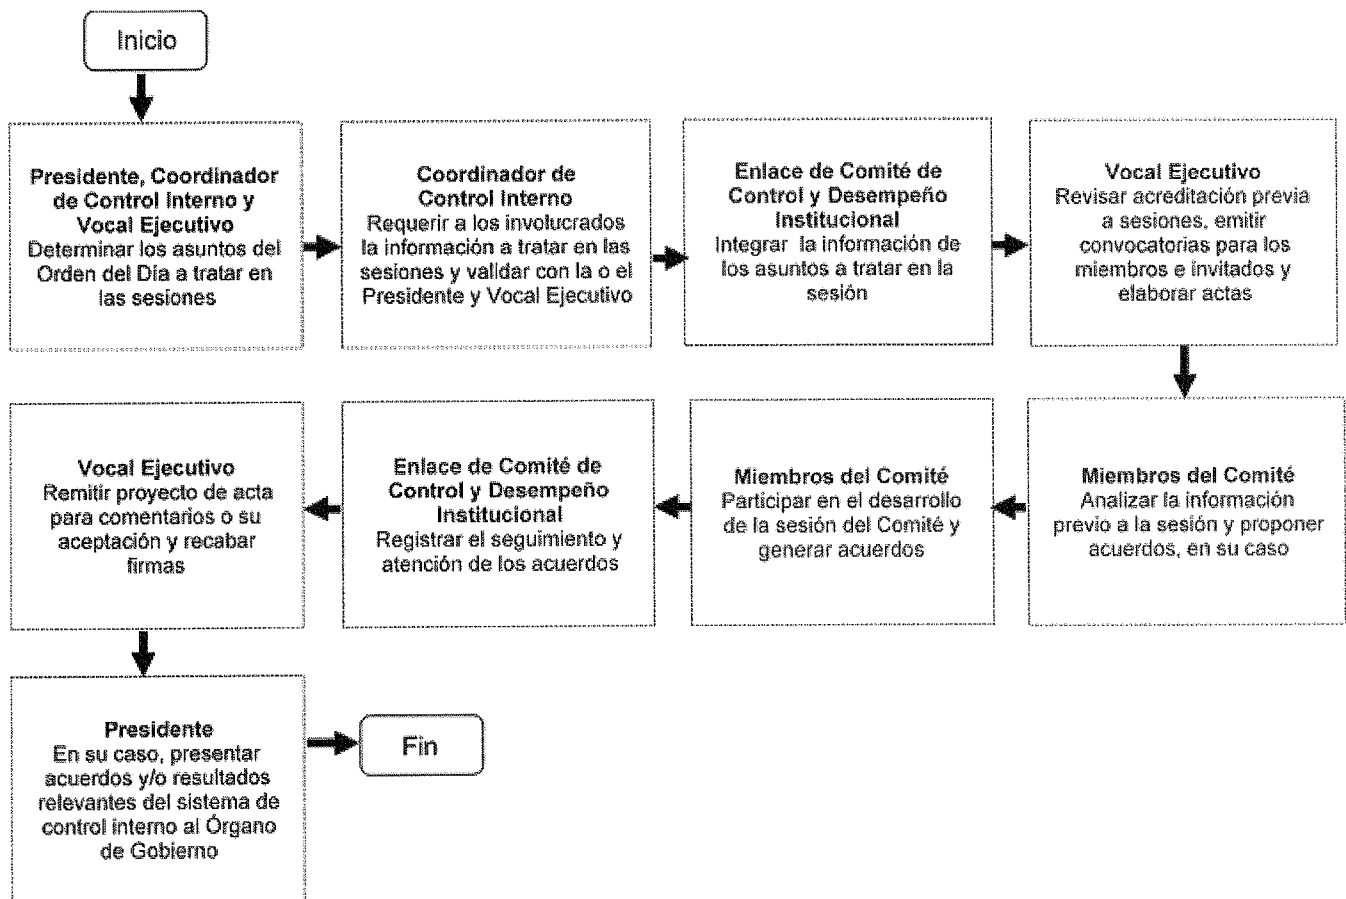 Inicio
Presidente, Coordinador
de Control Interno y
Vocal Ejecutivo
Determinar los asuntos del
Orden del Día a tratar en
las sesiones
Coordinador de
Control Interno
Requerir a los involucrados
la información a tratar en las
sesiones y validar con la o el
Presidente y Vocal Ejecutivo
Enlace de Comité de
Control y Desempeño
Institucional
Integrar la información de
los asuntos a tratar en la
sesión
Vocal Ejecutivo
Revisar acreditación previa
a sesiones, emitir
convocatorias para los
miembros e invitados y
elaborar actas
Miembros del Comité
Analizar la información
previo a la sesión y proponer
acuerdos, en su caso
Miembros del Comité
Participar en el desarrollo
de la sesión del Comité y
generar acuerdos
Enlace de Comité de
Control y Desempeño
Institucional
Registrar el seguimiento y
atención de los acuerdos
Vocal Ejecutivo
Remitir proyecto de acta
para comentarios o su
aceptación y recabar
firmas
Presidente
En su caso, presentar
acuerdos y/o resultados
relevantes del sistema de
control interno al Órgano
de Gobierno
Fin